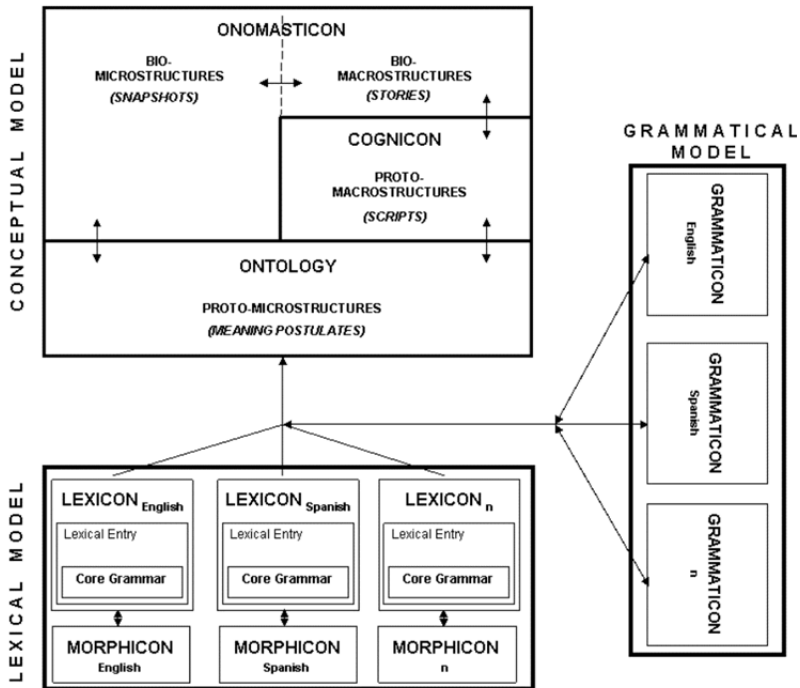 CONCEPTUAL MODEL
ONOMASTICON
BIO-
MICROSTRUCTURES
(SNAPSHOTS)
BIO-
MACROSTRUCTURES
(STORIES)
COGNICON
PROTO-
MACROSTRUCTURES
(SCRIPTS)
ONTOLOGY
PROTO-MICROSTRUCTURES
(MEANING POSTULATES)
GRAMMATICAL
MODEL
GRAMMATICON
English
GRAMMATICON
Spanish
GRAMMATICON
n
LEXICAL MODEL
LEXICON English
Lexical Entry
Core Grammar
MORPHICON
English
LEXICON Spanish
Lexical Entry
Core Grammar
MORPHICON
Spanish
LEXICON n
Lexical Entry
Core Grammar
MORPHICON
n